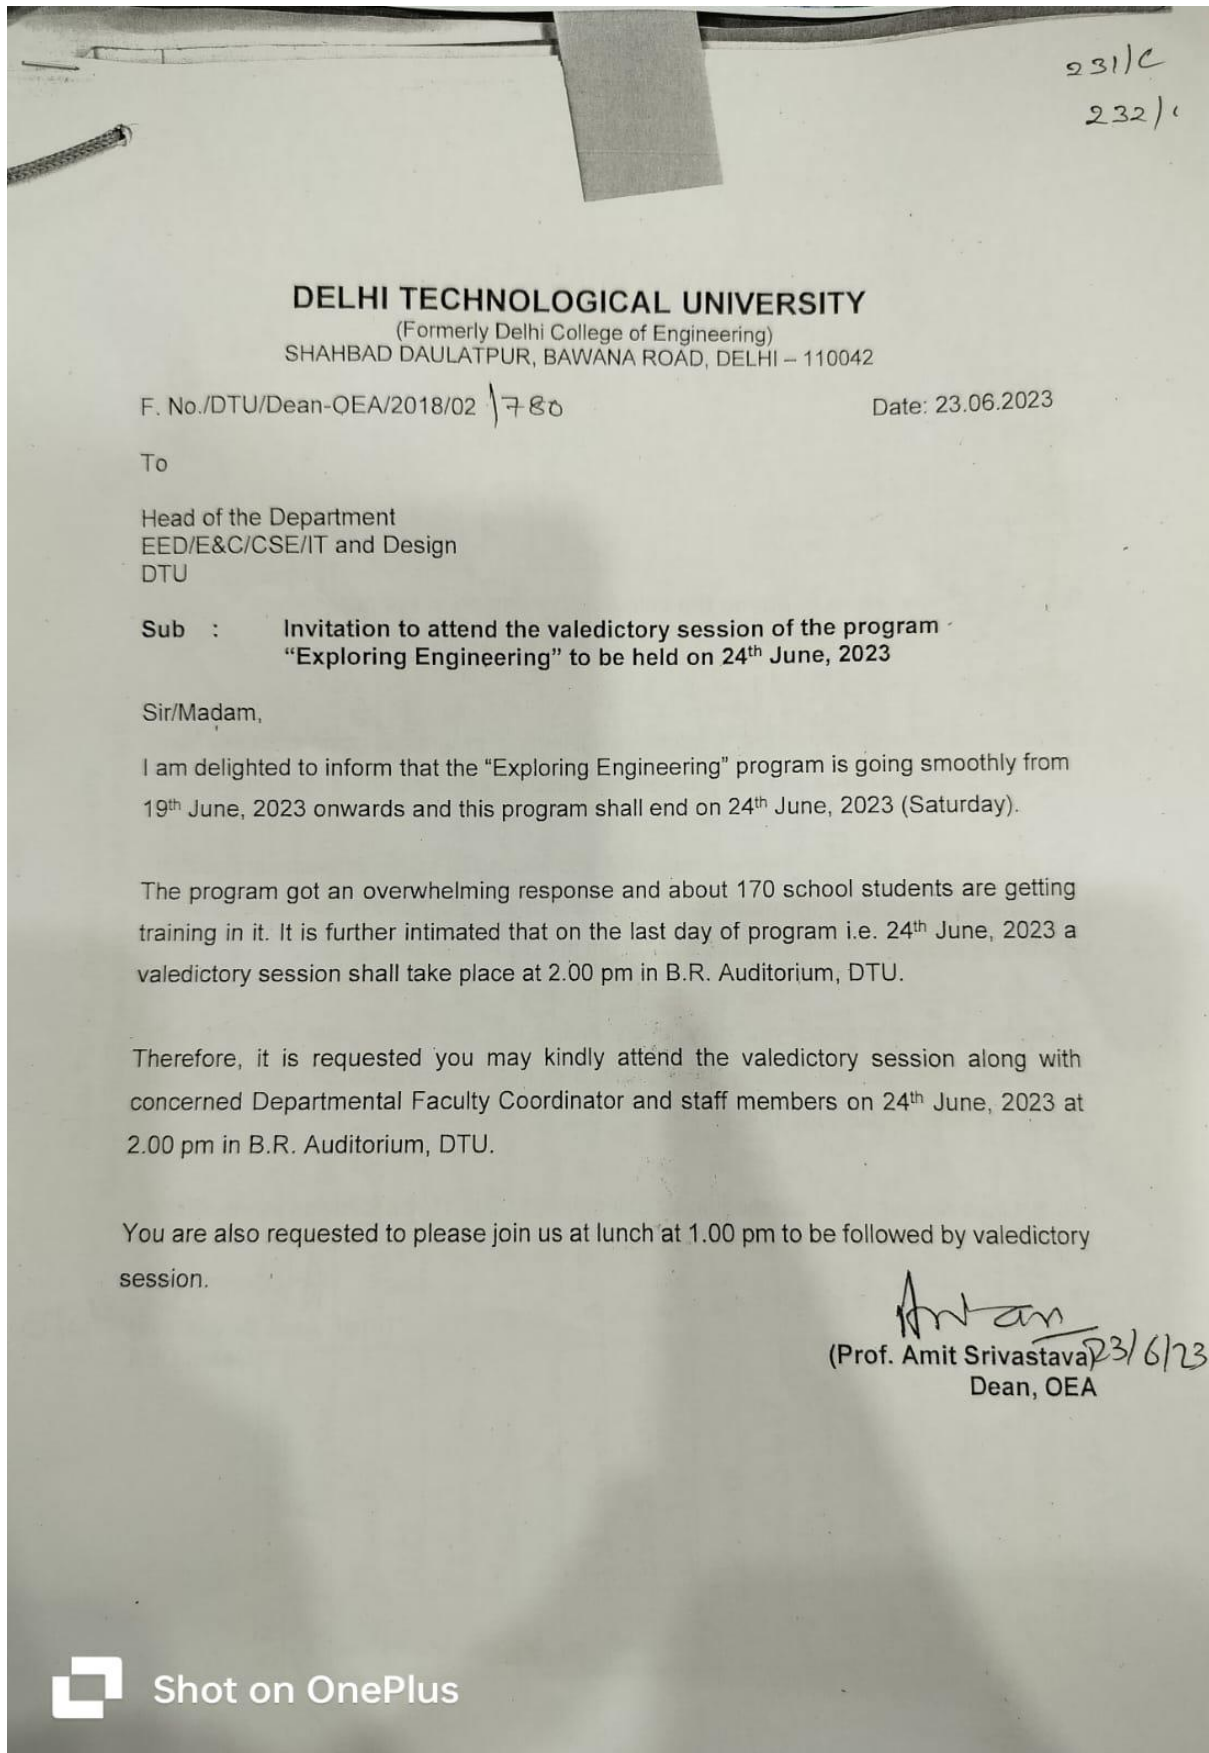 231/C
232/
DELHI TECHNOLOGICAL UNIVERSITY
(Formerly Delhi College of Engineering)
SHAHBAD DAULATPUR, BAWANA ROAD, DELHI – 110042
F. No./DTU/Dean-OEA/2018/02 \780 Date: 23.06.2023
To
Head of the Department
EED/E&C/CSE/IT and Design
DTU
Sub : Invitation to attend the valedictory session of the program
“Exploring Engineering” to be held on 24th June, 2023
Sir/Madam,
I am delighted to inform that the “Exploring Engineering” program is going smoothly from
19th June, 2023 onwards and this program shall end on 24th June, 2023 (Saturday).
The program got an overwhelming response and about 170 school students are getting
training in it. It is further intimated that on the last day of program i.e. 24th June, 2023 a
valedictory session shall take place at 2.00 pm in B.R. Auditorium, DTU.
Therefore, it is requested you may kindly attend the valedictory session along with
concerned Departmental Faculty Coordinator and staff members on 24th June, 2023 at
2.00 pm in B.R. Auditorium, DTU.
You are also requested to please join us at lunch at 1.00 pm to be followed by valedictory
session.
(Prof. Amit Srivastava) 23/6/23
Dean, OEA
Shot on OnePlus